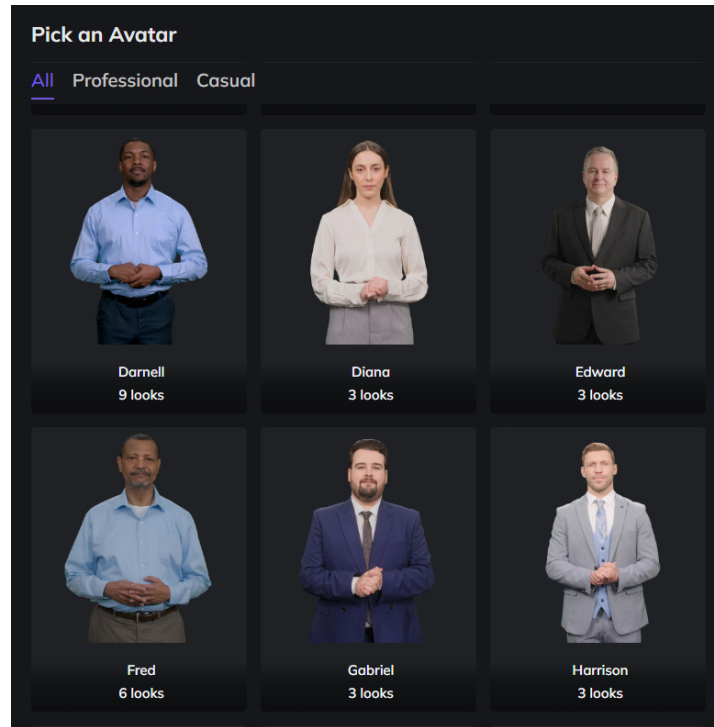 Pick an Avatar
All Professional Casual
Darnell
9 looks
Diana
3 looks
Edward
3 looks
Fred
6 looks
Gabriel
3 looks
Harrison
3 looks